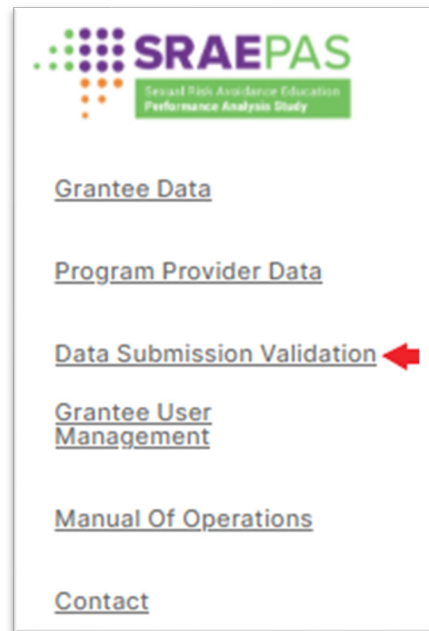 SRAEPAS
Sexual Risk Avoidance Education
Performance Analysis Study
Grantee Data
Program Provider Data
Data Submission Validation
Grantee User
Management
Manual Of Operations
Contact